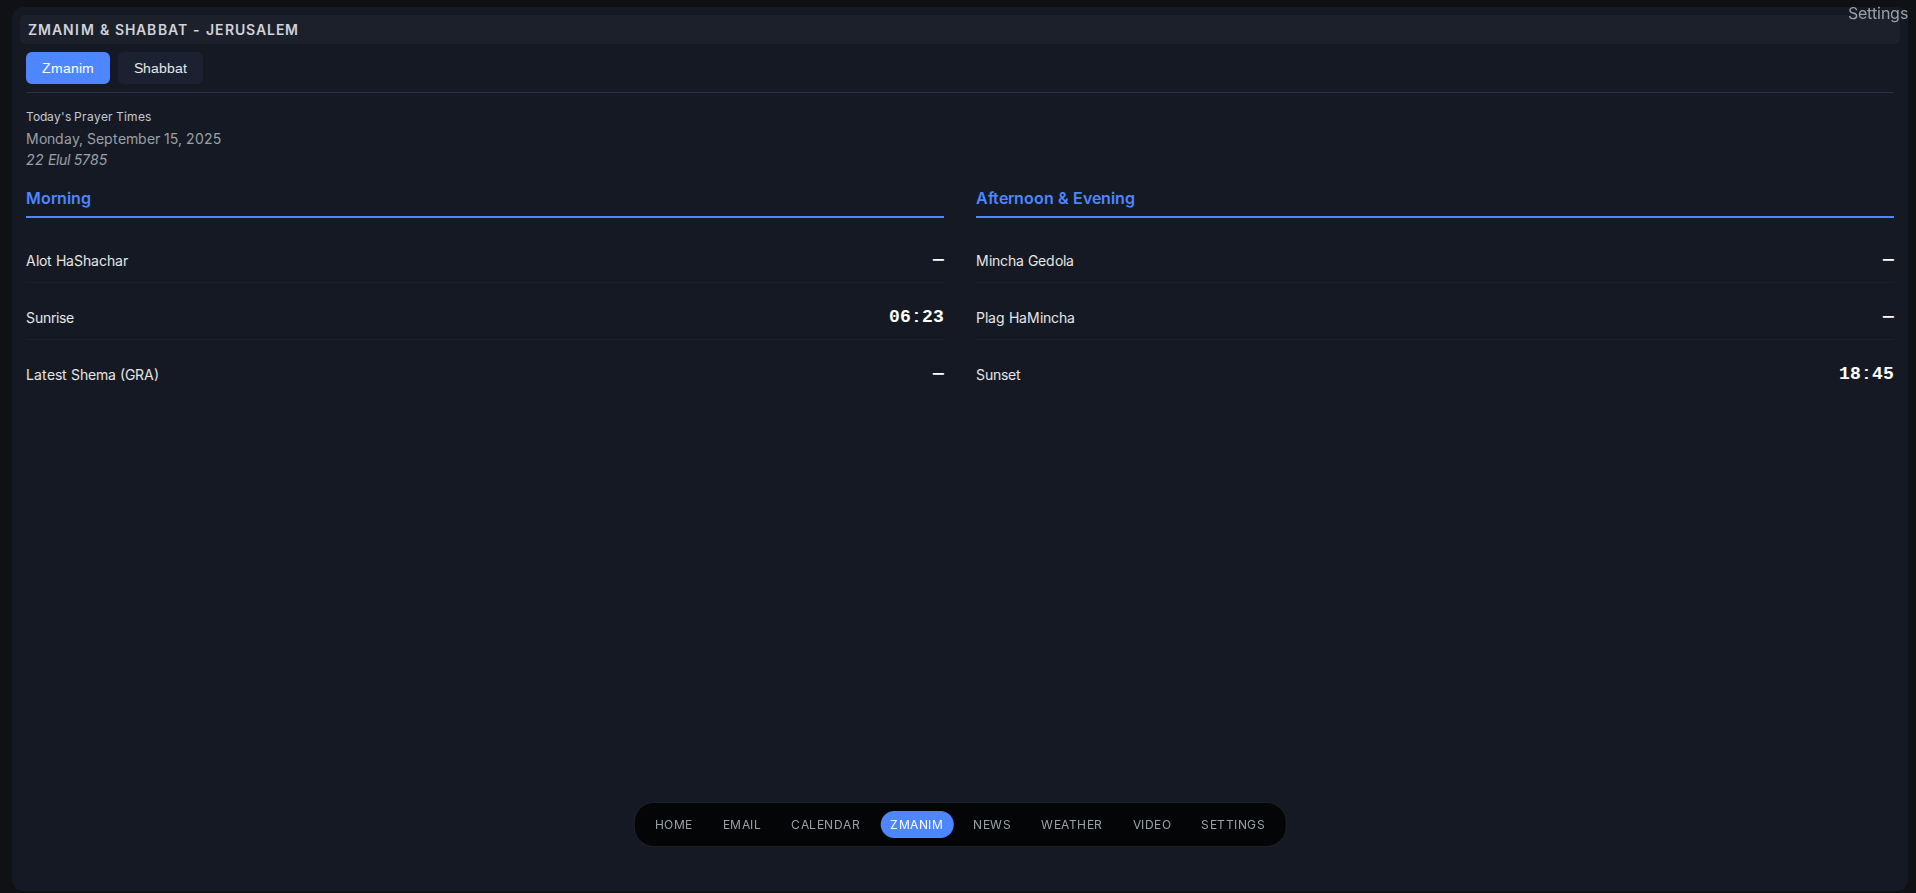 Settings
ZMANIM & SHABBAT - JERUSALEM
Zmanim Shabbat
Today's Prayer Times
Monday, September 15, 2025
22 Elul 5785
Morning
Alot HaShachar —
Sunrise 06:23
Latest Shema (GRA) —
Afternoon & Evening
Mincha Gedola —
Plag HaMincha —
Sunset 18:45
HOME EMAIL CALENDAR ZMANIM NEWS WEATHER VIDEO SETTINGS